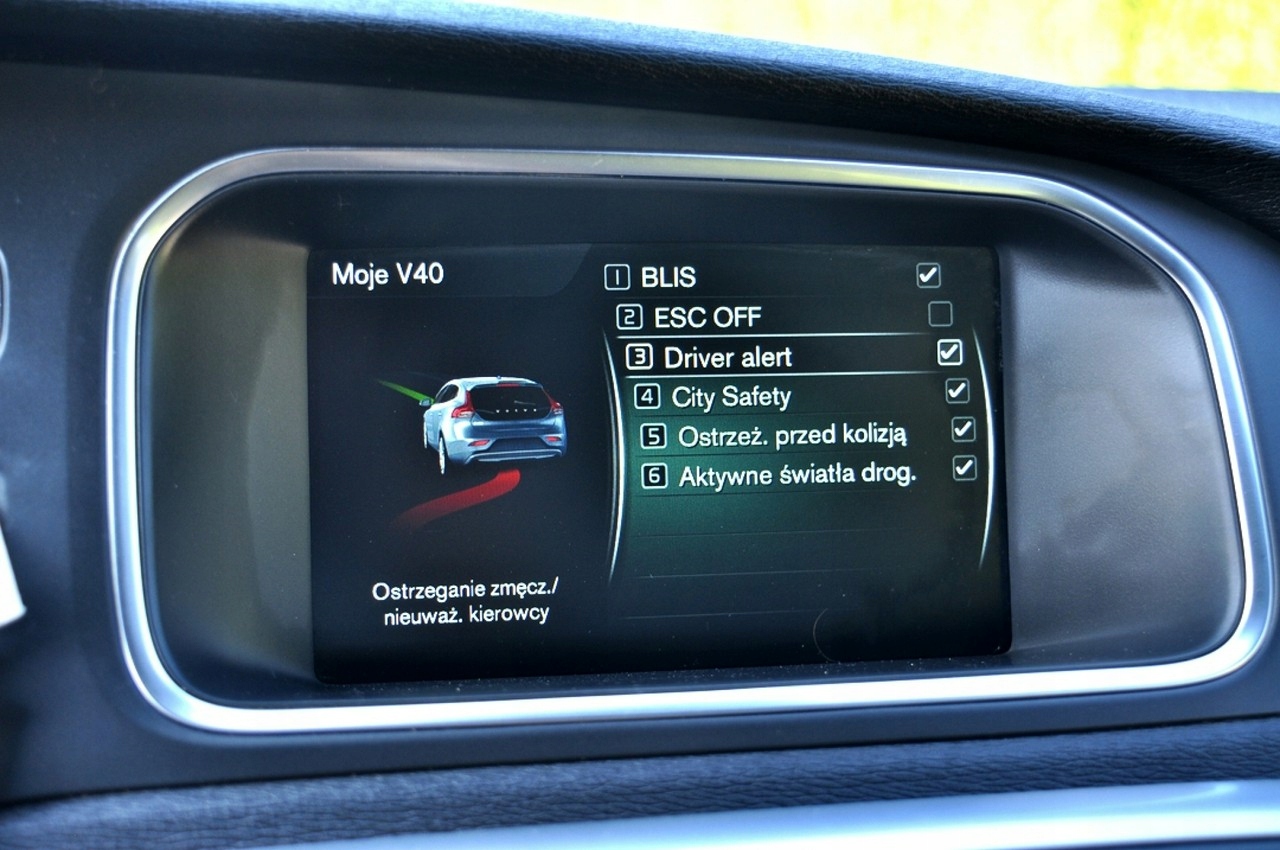 Moje V40
1 BLIS
2 ESC OFF
3 Driver alert
4 City Safety
5 Ostrzeż. przed kolizją
6 Aktywne światła drog.
VOLVO
Ostrzeganie zmęcz./
nieuważ. kierowcy